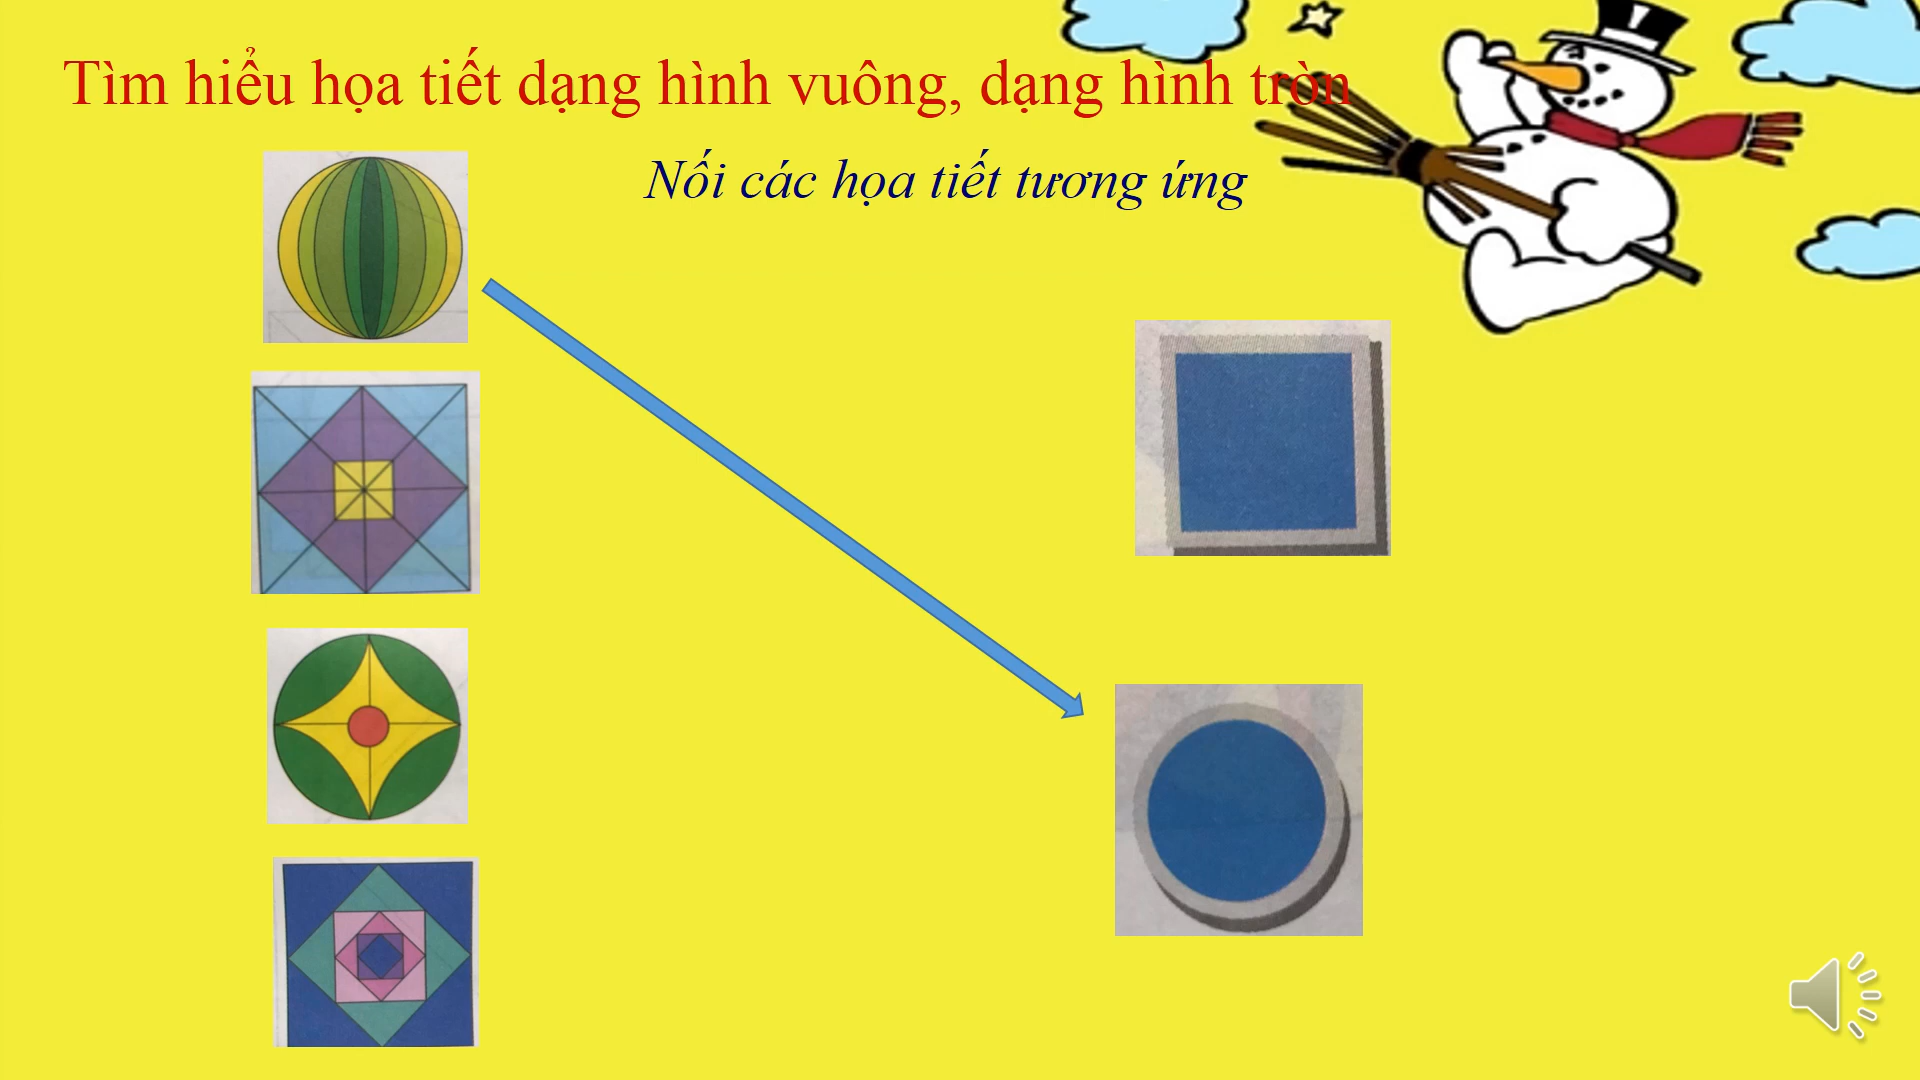 Tìm hiểu họa tiết dạng hình vuông, dạng hình tròn
Nối các họa tiết tương ứng